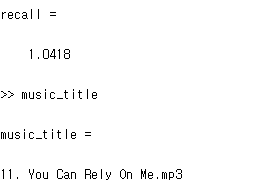 recall =
1.0418
>> music_title
music_title =
11. You Can Rely On Me.mp3